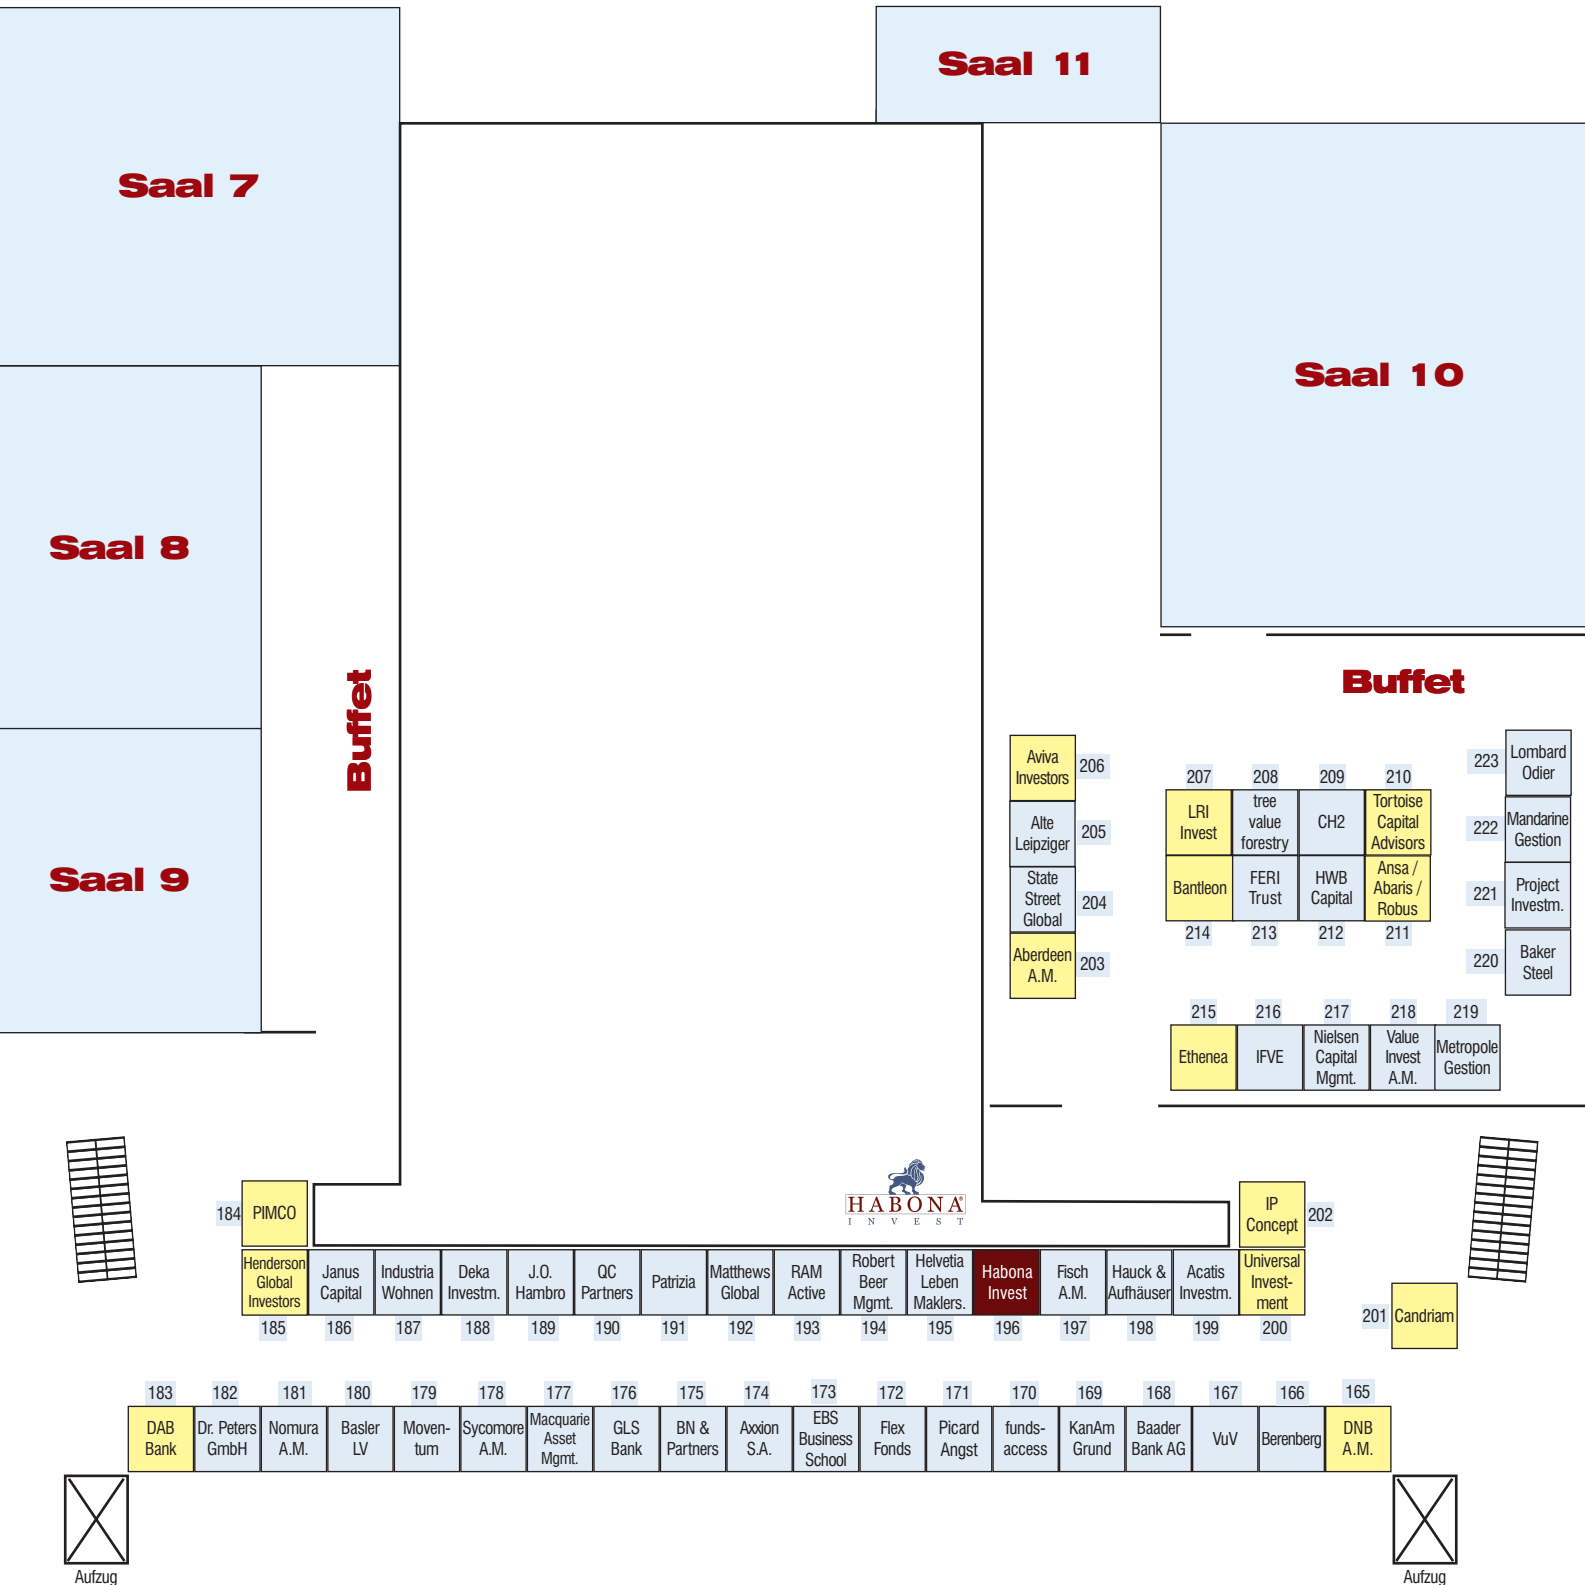 Saal 11
Saal 7
Saal 10
Saal 8
Saal 9
Buffet
Buffet
Aviva
Investors
206
Alte
Leipziger
205
State
Street
Global
204
Aberdeen
A.M.
203
207
208
209
210
LRI
Invest
tree
value
forestry
CH2
Tortoise
Capital
Advisors
Bantleon
FERI
Trust
HWB
Capital
Ansa /
Abaris /
Robus
214
213
212
211
223
Lombard
Odier
222
Mandarine
Gestion
221
Project
Investm.
220
Baker
Steel
215
216
217
218
219
Ethenea
IFVE
Nielsen
Capital
Mgmt.
Value
Invest
A.M.
Metropole
Gestion
HABONA®
INVEST
184
PIMCO
IP
Concept
202
Henderson
Global
Investors
Janus
Capital
Industria
Wohnen
Deka
Investm.
J.O.
Hambro
QC
Partners
Patrizia
Matthews
Global
RAM
Active
Robert
Beer
Mgmt.
Helvetia
Leben
Maklers.
Habona
Invest
Fisch
A.M.
Hauck &
Aufhäuser
Acatis
Investm.
Universal
Invest-
ment
185
186
187
188
189
190
191
192
193
194
195
196
197
198
199
200
201
Candriam
183
182
181
180
179
178
177
176
175
174
173
172
171
170
169
168
167
166
165
DAB
Bank
Dr. Peters
GmbH
Nomura
A.M.
Basler
LV
Moven-
tum
Sycomore
A.M.
Macquarie
Asset
Mgmt.
GLS
Bank
BN &
Partners
Axxion
S.A.
EBS
Business
School
Flex
Fonds
Picard
Angst
funds-
access
KanAm
Grund
Baader
Bank AG
VuV
Berenberg
DNB
A.M.
Aufzug
Aufzug